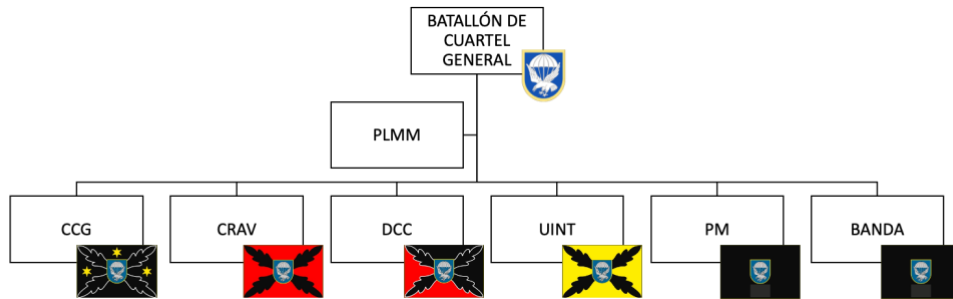 BATALLÓN DE
CUARTEL
GENERAL
PLMM
CCG
CRAV
DCC
UINT
PM
BANDA